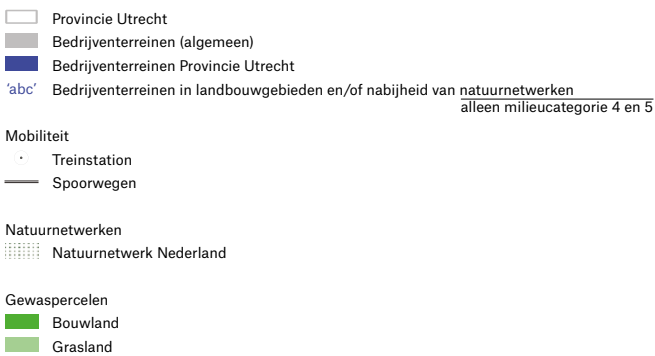 Provincie Utrecht
Bedrijventerreinen (algemeen)
Bedrijventerreinen Provincie Utrecht
'abc' Bedrijventerreinen in landbouwgebieden en/of nabijheid van natuurnetwerken
alleen milieucategorie 4 en 5
Mobiliteit
Treinstation
Spoorwegen
Natuurnetwerken
Natuurnetwerk Nederland
Gewaspercelen
Bouwland
Grasland